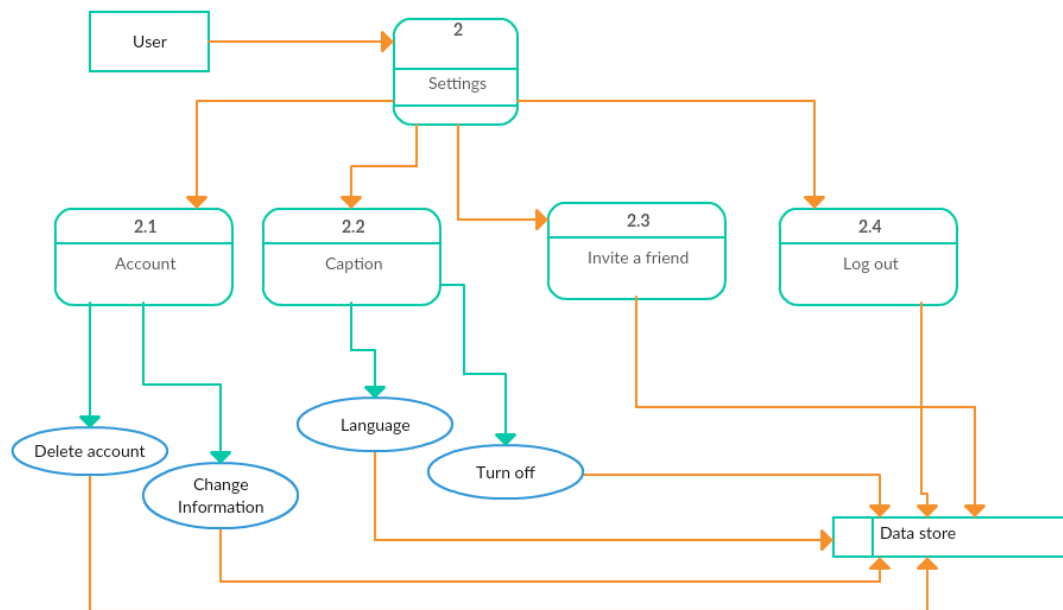 User
2
Settings
2.1
Account
2.2
Caption
2.3
Invite a friend
2.4
Log out
Delete account
Change
Information
Language
Turn off
Data store